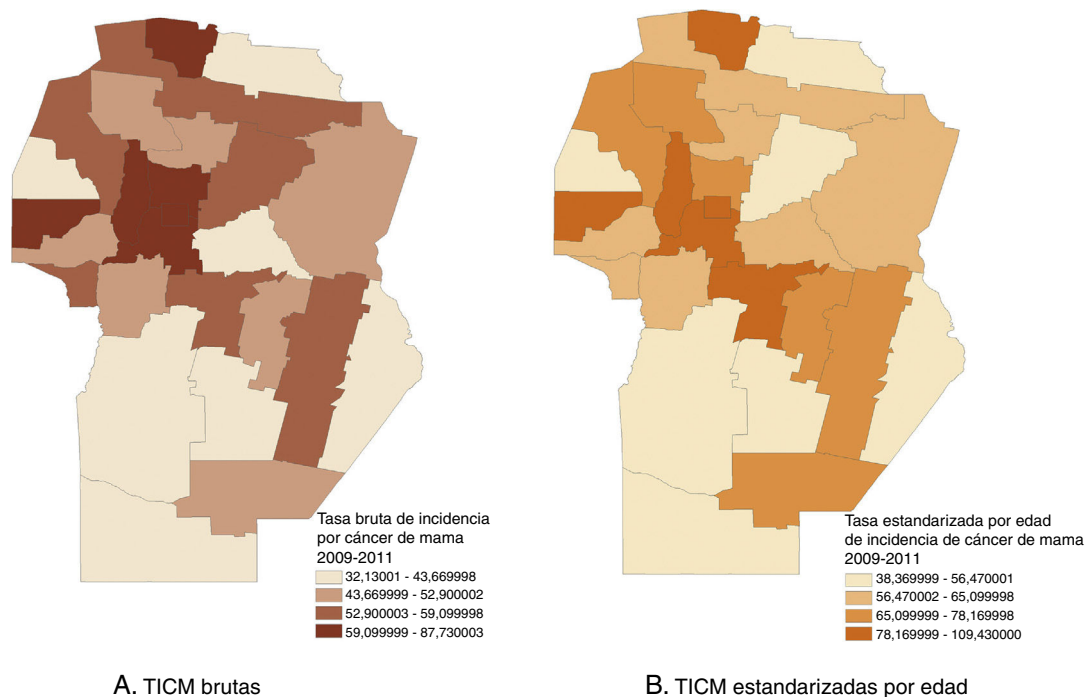 Tasa bruta de incidencia
por cáncer de mama
2009-2011
32,13001 - 43,669998
43,669999 - 52,900002
52,900003 - 59,099998
59,099999 - 87,730003
A. TICM brutas
Tasa estandarizada por edad
de incidencia de cáncer de mama
2009-2011
38,369999 - 56,470001
56,470002 - 65,099998
65,099999 - 78,169998
78,169999 - 109,430000
B. TICM estandarizadas por edad